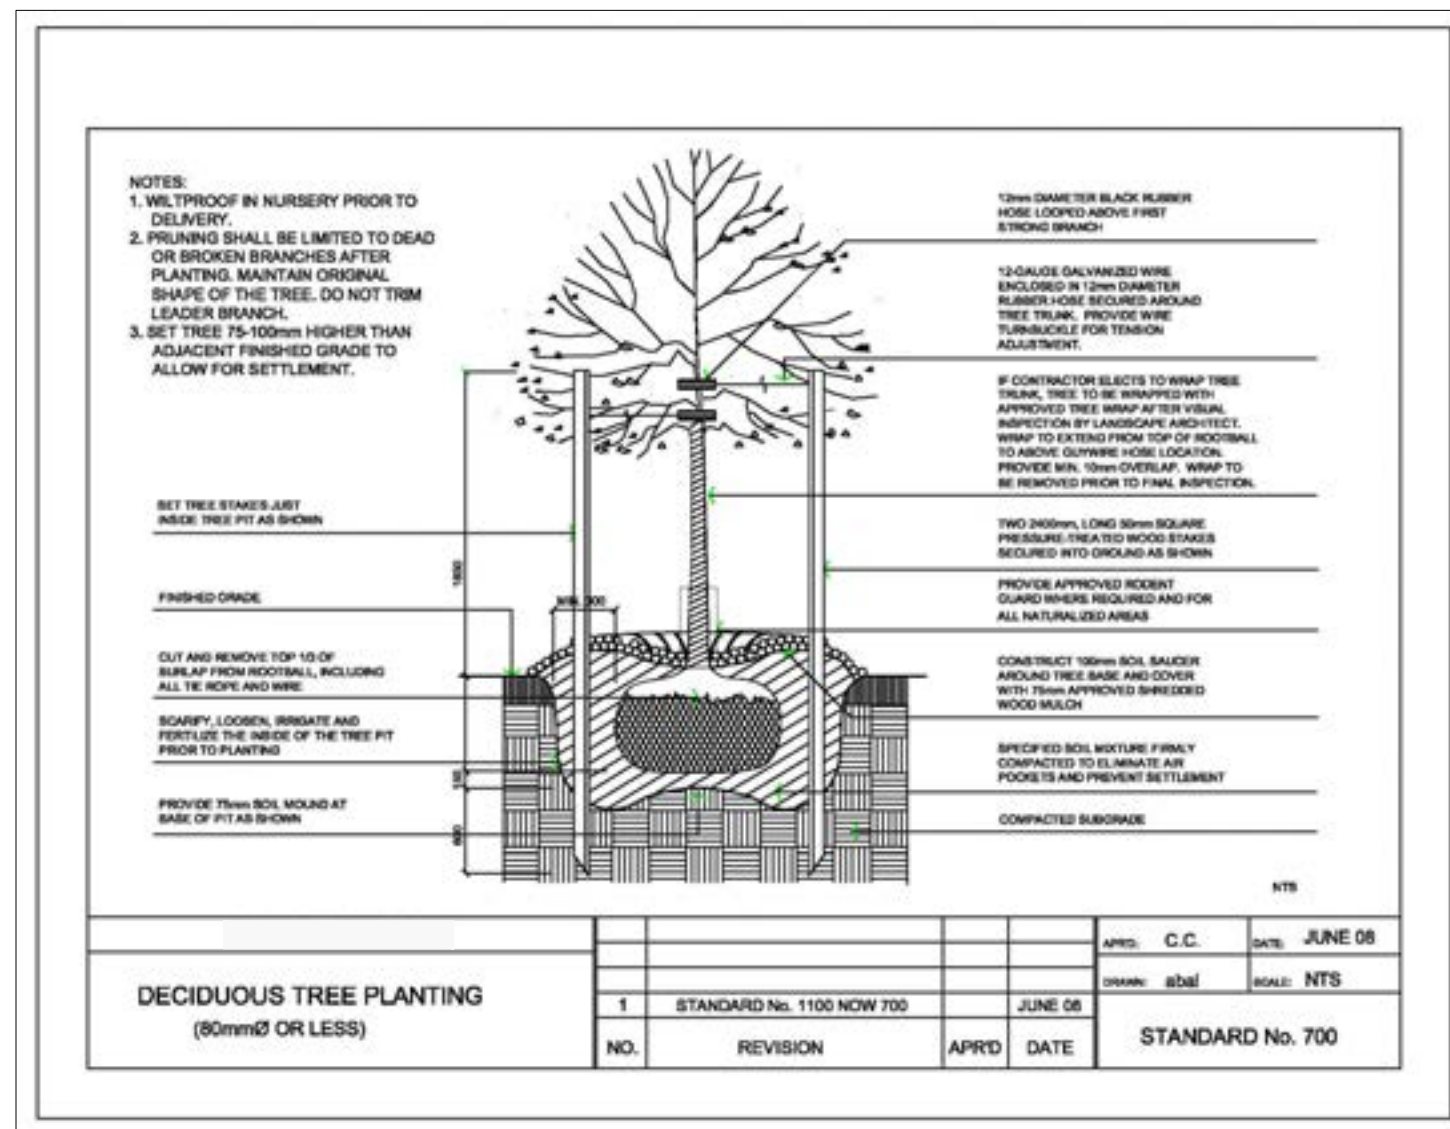 NOTES:
1. WILTPROOF IN NURSERY PRIOR TO
DELIVERY.
2. PRUNING SHALL BE LIMITED TO DEAD
OR BROKEN BRANCHES AFTER
PLANTING. MAINTAIN ORIGINAL
SHAPE OF THE TREE. DO NOT TRIM
LEADER BRANCH.
3. SET TREE 75-100mm HIGHER THAN
ADJACENT FINISHED GRADE TO
ALLOW FOR SETTLEMENT.
SET TREE STAKES JUST
INSIDE TREE PIT AS SHOWN
FINISHED GRADE
CUT AND REMOVE TOP 1/3 OF
BURLAP FROM ROOTBALL, INCLUDING
ALL TIE ROPE AND WIRE
SCARIFY, LOOSEN, IRRIGATE AND
FERTILIZE THE INSIDE OF THE TREE PIT
PRIOR TO PLANTING
PROVIDE 75mm SOIL MOUND AT
BASE OF PIT AS SHOWN
MIN.
600
12mm DIAMETER BLACK RUBBER
HOSE LOOPED ABOVE FIRST
STRONG BRANCH
12-GAUGE GALVANIZED WIRE
ENCLOSED IN 12mm DIAMETER
RUBBER HOSE SECURED AROUND
TREE TRUNK. PROVIDE WIRE
TURNBUCKLE FOR TENSION
ADJUSTMENT.
IF CONTRACTOR ELECTS TO WRAP TREE
TRUNK, TREE TO BE WRAPPED WITH
APPROVED TREE WRAP AFTER VISUAL
INSPECTION BY LANDSCAPE ARCHITECT.
WRAP TO EXTEND FROM TOP OF ROOTBALL
TO ABOVE GUYWIRE HOSE LOCATION.
PROVIDE MIN. 10mm OVERLAP. WRAP TO
BE REMOVED PRIOR TO FINAL INSPECTION.
TWO 2400mm, LONG 50mm SQUARE
PRESSURE-TREATED WOOD STAKES
SECURED INTO GROUND AS SHOWN
PROVIDE APPROVED RODENT
GUARD WHERE REQUIRED AND FOR
ALL NATURALIZED AREAS
CONSTRUCT 100mm SOIL SAUCER
AROUND TREE BASE AND COVER
WITH 75mm APPROVED SHREDDED
WOOD MULCH
SPECIFIED SOIL MIXTURE FIRMLY
COMPACTED TO ELIMINATE AIR
POCKETS AND PREVENT SETTLEMENT
COMPACTED SUBGRADE
NTS
DECIDUOUS TREE PLANTING
(80mmØ OR LESS)
1 STANDARD No. 1100 NOW 700 JUNE 08
NO. REVISION APR'D DATE
APR'D: C.C. DATE: JUNE 08
DRAWN: abal SCALE: NTS
STANDARD No. 700